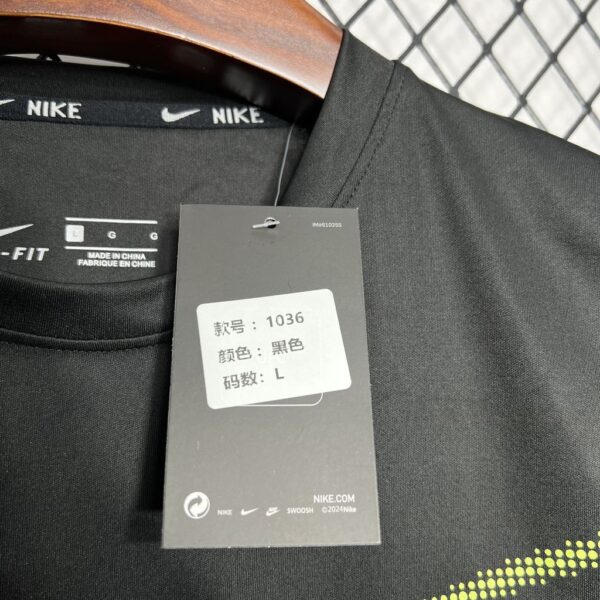 NIKE NIKE
-FIT
L G G
MADE IN CHINA
FABRIQUE EN CHINE
款号：1036
颜色：黑色
码数：L
NIKE.COM
NIKE SWOOSH ©2024Nike